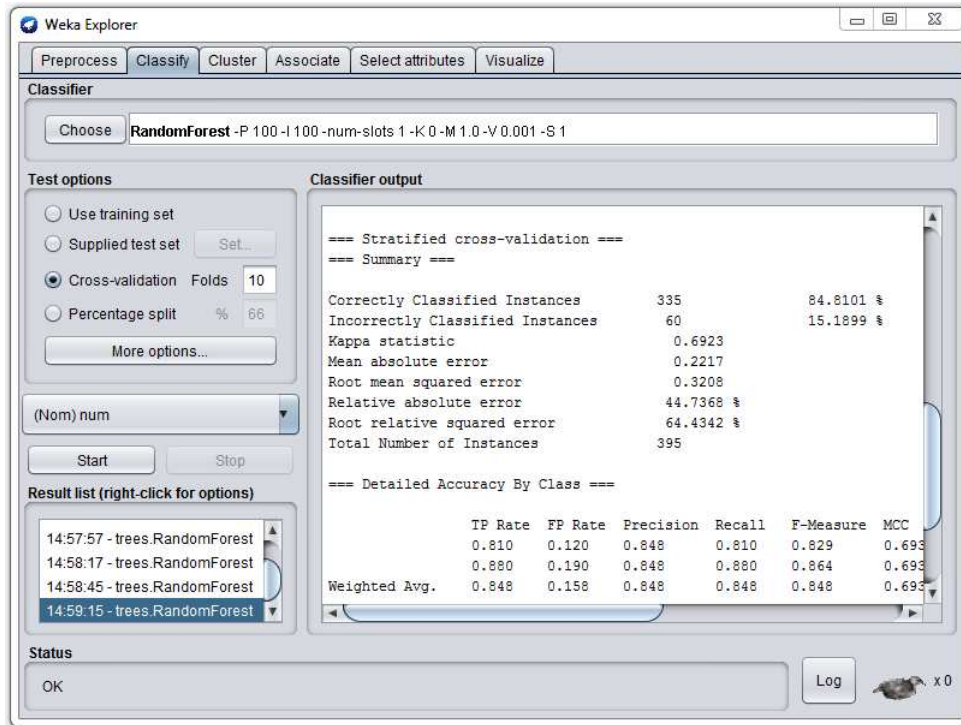 Weka Explorer
Preprocess Classify Cluster Associate Select attributes Visualize
Classifier
Choose RandomForest -P 100 -I 100 -num-slots 1 -K 0 -M 1.0 -V 0.001 -S 1
Test options
Use training set
Supplied test set Set...
Cross-validation Folds 10
Percentage split % 66
More options...
(Nom) num
Start Stop
Result list (right-click for options)
14:57:57 - trees.RandomForest
14:58:17 - trees.RandomForest
14:58:45 - trees.RandomForest
14:59:15 - trees.RandomForest
Classifier output
=== Stratified cross-validation ===
=== Summary ===
Correctly Classified Instances 335 84.8101 %
Incorrectly Classified Instances 60 15.1899 %
Kappa statistic 0.6923
Mean absolute error 0.2217
Root mean squared error 0.3208
Relative absolute error 44.7368 %
Root relative squared error 64.4342 %
Total Number of Instances 395
=== Detailed Accuracy By Class ===
TP Rate FP Rate Precision Recall F-Measure MCC
0.810 0.120 0.848 0.810 0.829 0.693
0.880 0.190 0.848 0.880 0.864 0.693
Weighted Avg. 0.848 0.158 0.848 0.848 0.848 0.693
Status
OK
Log x 0